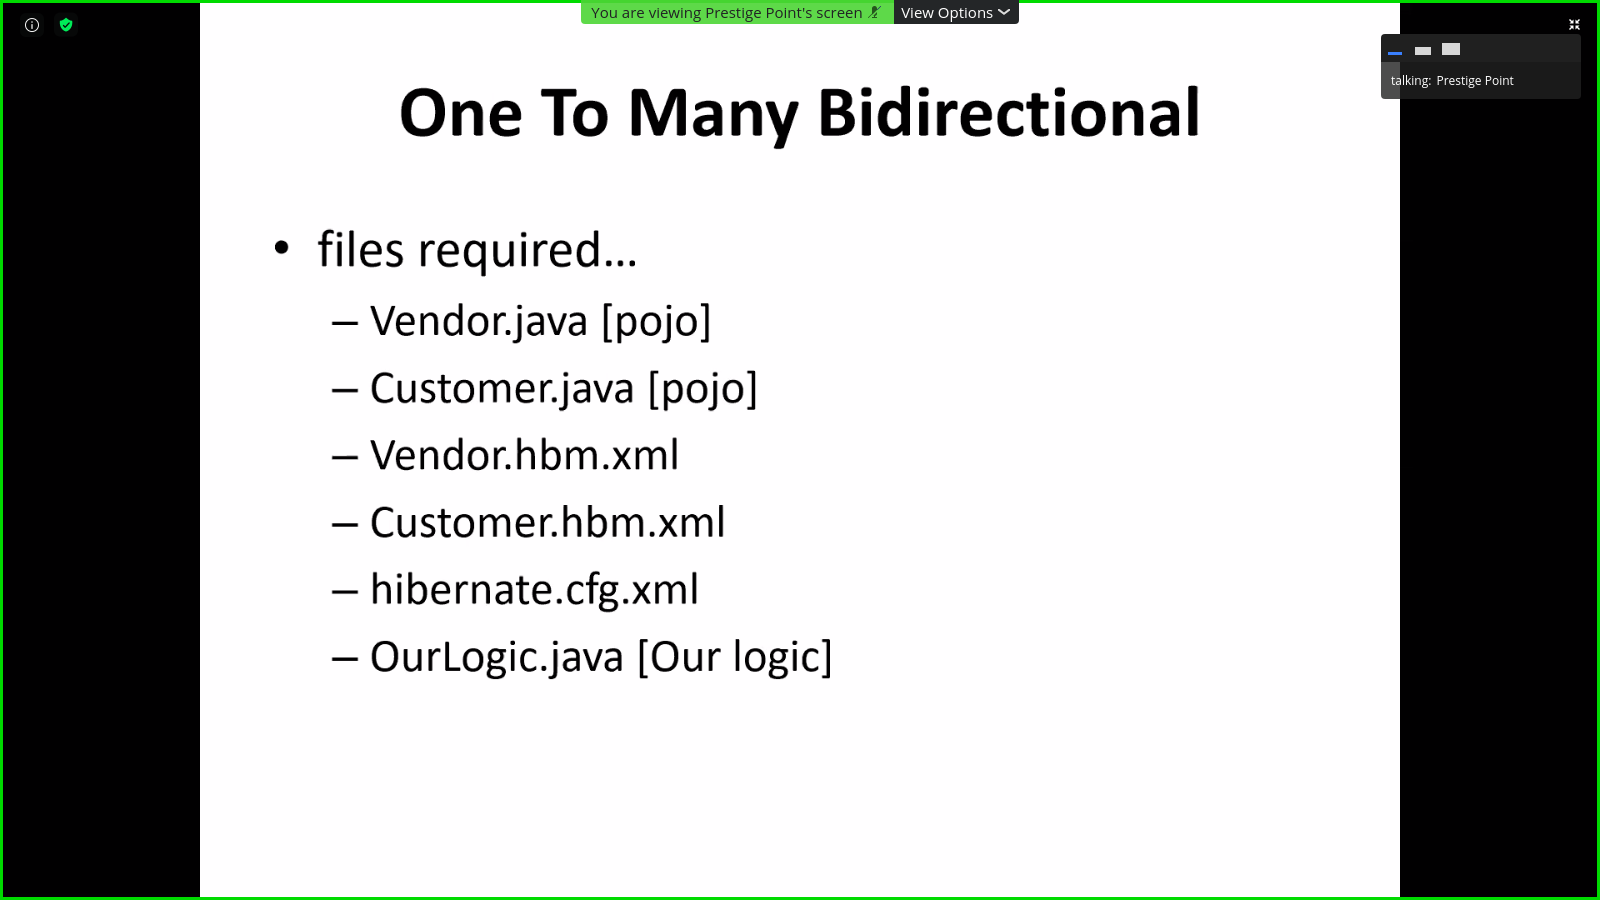 You are viewing Prestige Point's screen View Options
talking: Prestige Point
One To Many Bidirectional
• files required...
– Vendor.java [pojo]
– Customer.java [pojo]
– Vendor.hbm.xml
– Customer.hbm.xml
– hibernate.cfg.xml
– OurLogic.java [Our logic]